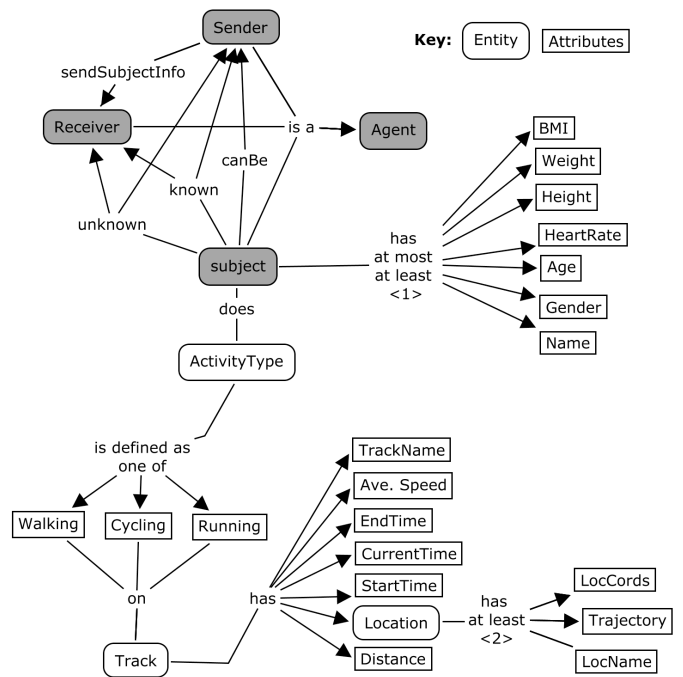 Sender
Key:
Entity
Attributes
sendSubjectInfo
Receiver
is a
Agent
BMI
canBe
Weight
known
Height
unknown
HeartRate
has
at most
at least
<1>
subject
Age
Gender
does
Name
ActivityType
is defined as
one of
TrackName
Ave. Speed
Walking
Cycling
Running
EndTime
CurrentTime
StartTime
on
has
Location
has
at least
<2>
LocCords
Trajectory
LocName
Track
Distance